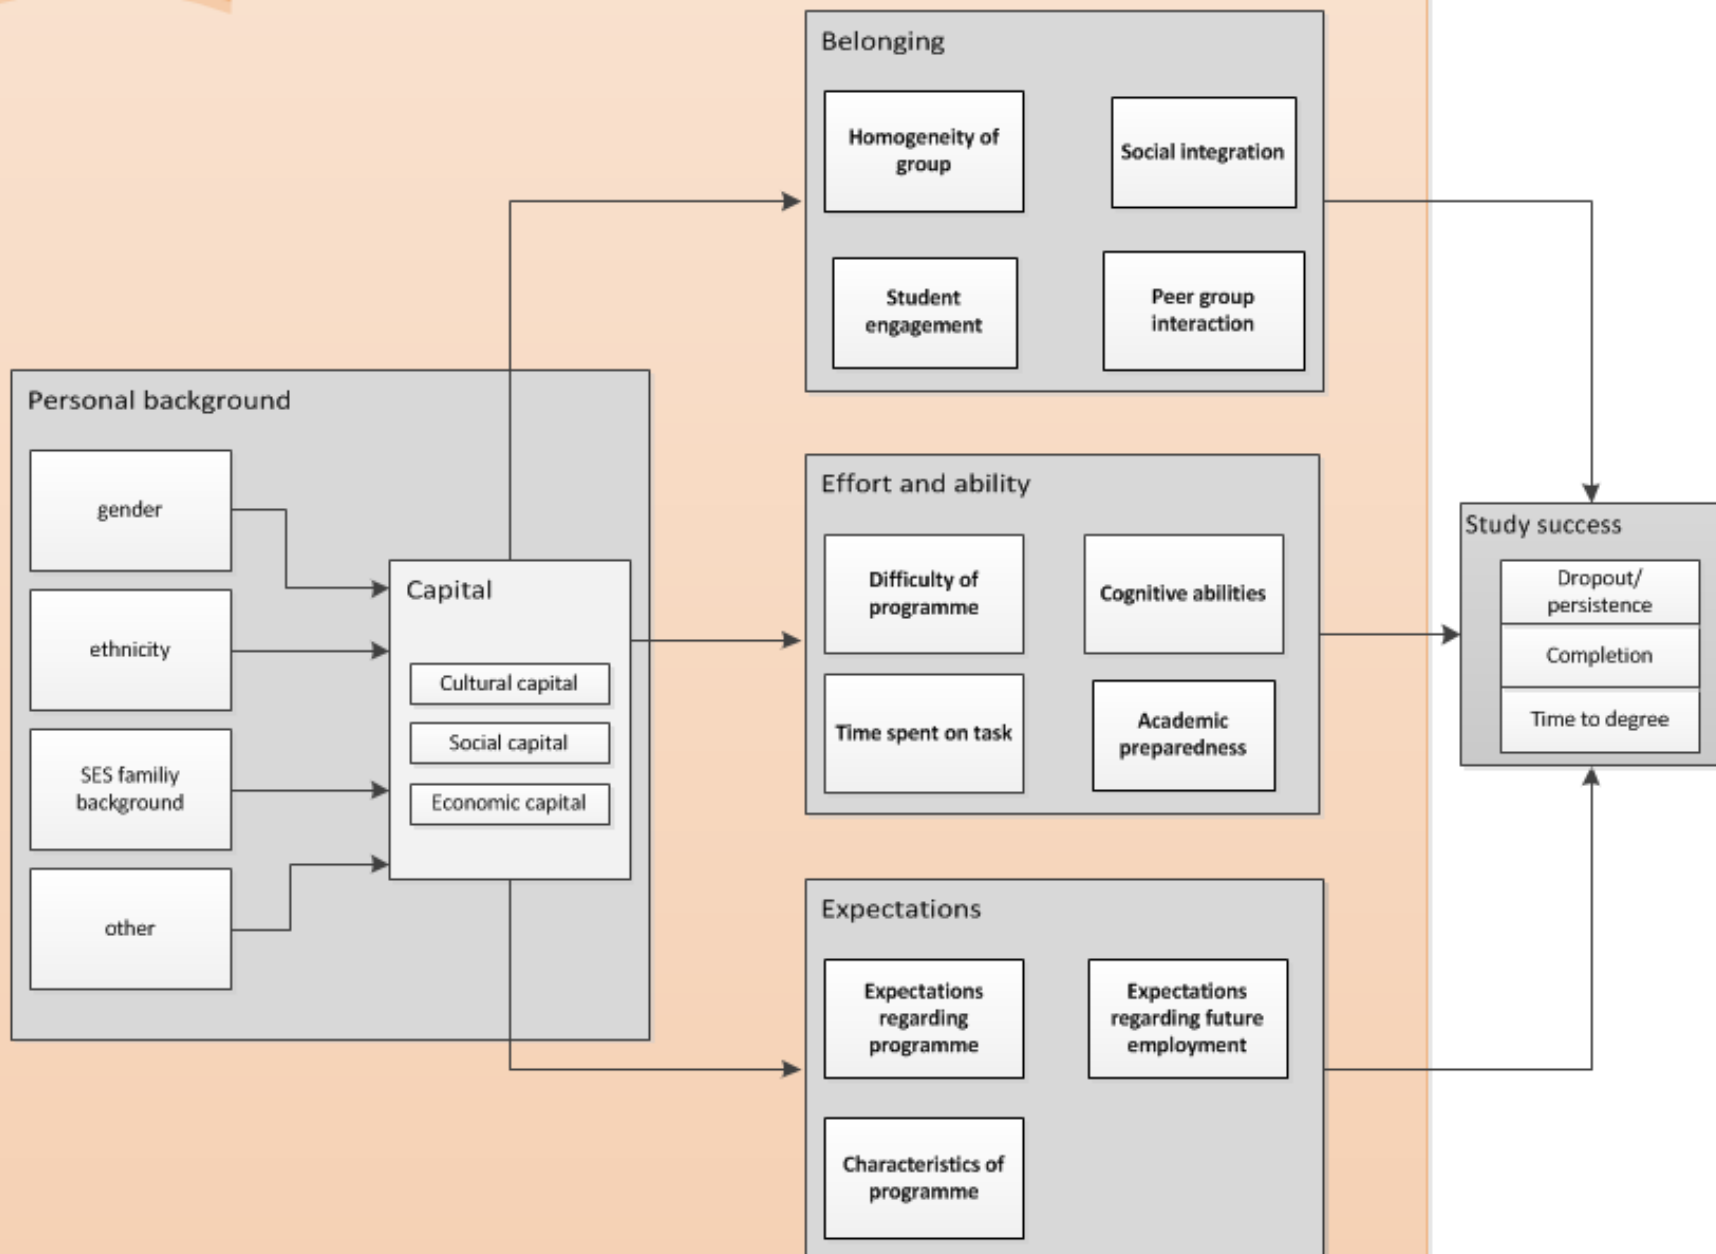 Belonging
Homogeneity of
group
Social integration
Student
engagement
Peer group
interaction
Personal background
gender
ethnicity
SES familiy
background
other
Capital
Cultural capital
Social capital
Economic capital
Effort and ability
Difficulty of
programme
Cognitive abilities
Time spent on task
Academic
preparedness
Expectations
Expectations
regarding
programme
Expectations
regarding future
employment
Characteristics of
programme
Study success
Dropout/
persistence
Completion
Time to degree